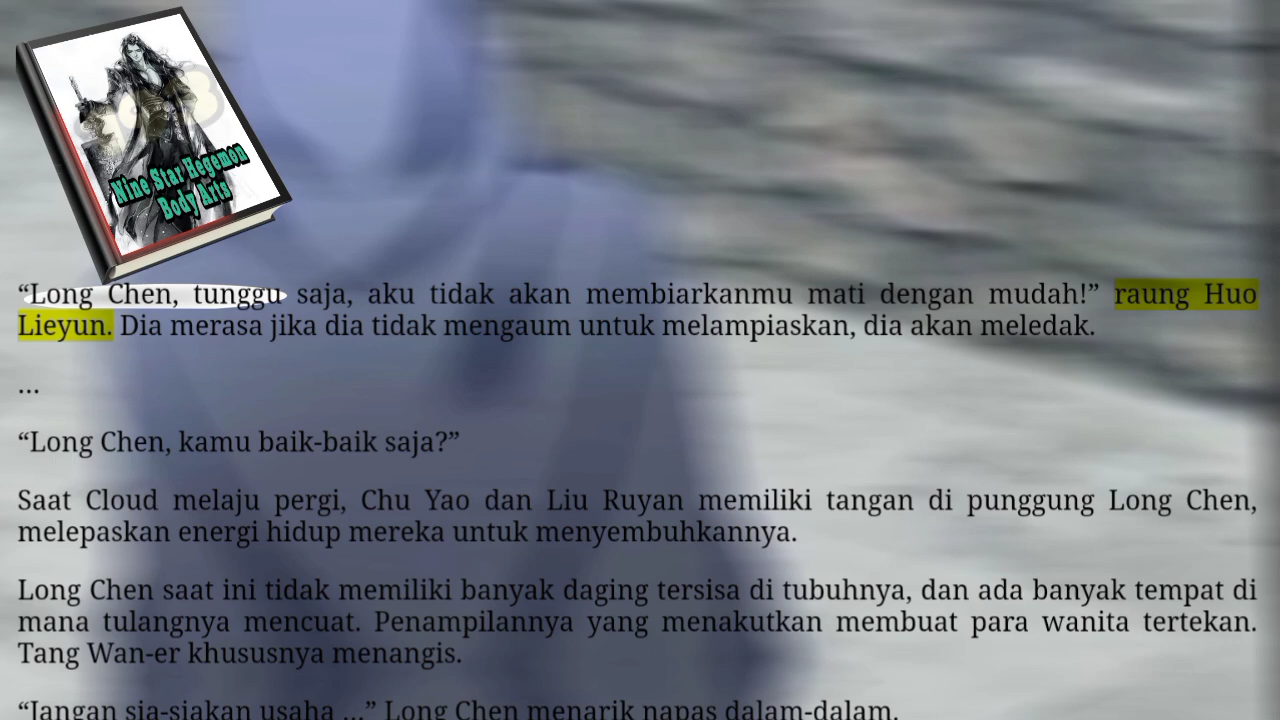 Nine Star Hegemon
Body Arts
“Long Chen, tunggu saja, aku tidak akan membiarkanmu mati dengan mudah!” raung Huo
Lieyun. Dia merasa jika dia tidak mengaum untuk melampiaskan, dia akan meledak.
...
“Long Chen, kamu baik-baik saja?”
Saat Cloud melaju pergi, Chu Yao dan Liu Ruyan memiliki tangan di punggung Long Chen,
melepaskan energi hidup mereka untuk menyembuhkannya.
Long Chen saat ini tidak memiliki banyak daging tersisa di tubuhnya, dan ada banyak tempat di
mana tulangnya mencuat. Penampilannya yang menakutkan membuat para wanita tertekan.
Tang Wan-er khususnya menangis.
“Jangan sia-siakan usaha ...” Long Chen menarik napas dalam-dalam.